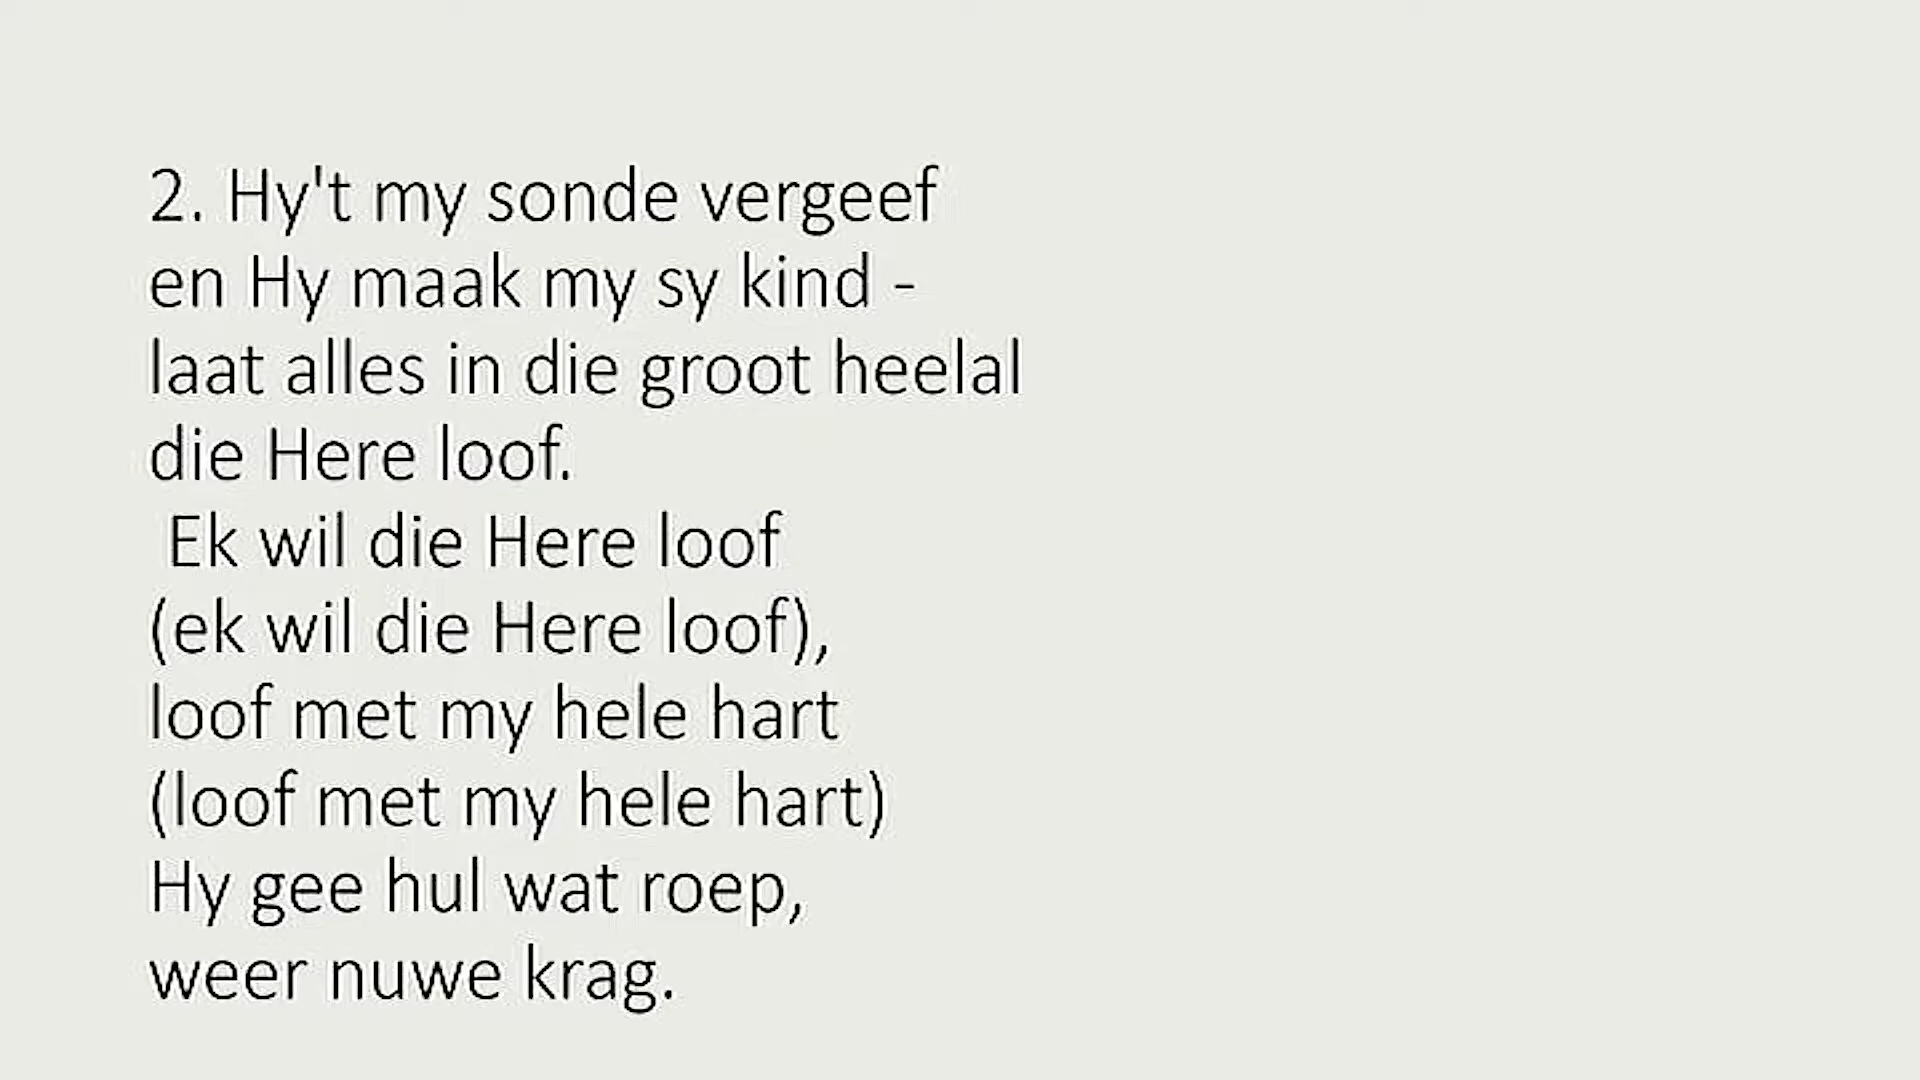 2. Hy't my sonde vergeef
en Hy maak my sy kind -
laat alles in die groot heelal
die Here loof.
Ek wil die Here loof
(ek wil die Here loof),
loof met my hele hart
(loof met my hele hart)
Hy gee hul wat roep,
weer nuwe krag.